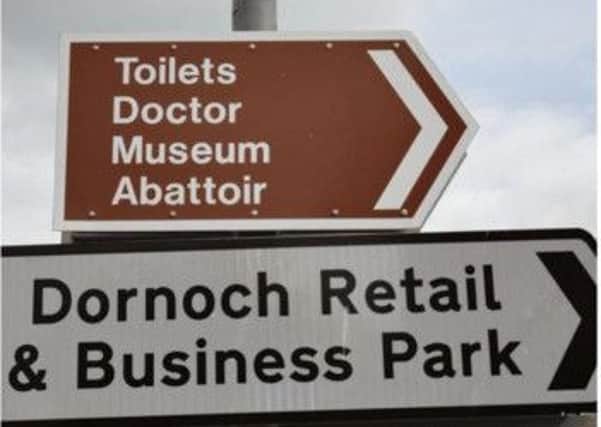 Toilets
Doctor
Museum
Abattoir
Dornoch Retail
& Business Park